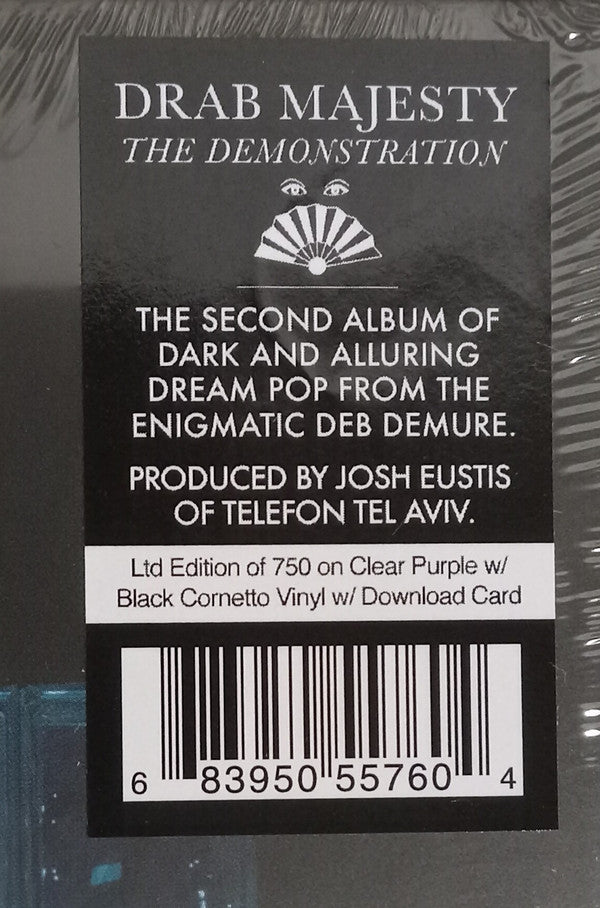 DRAB MAJESTY
THE DEMONSTRATION
THE SECOND ALBUM OF
DARK AND ALLURING
DREAM POP FROM THE
ENIGMATIC DEB DEMURE.
PRODUCED BY JOSH EUSTIS
OF TELEFON TEL AVIV.
Ltd Edition of 750 on Clear Purple w/
Black Cornetto Vinyl w/ Download Card
6 83950 55760 4